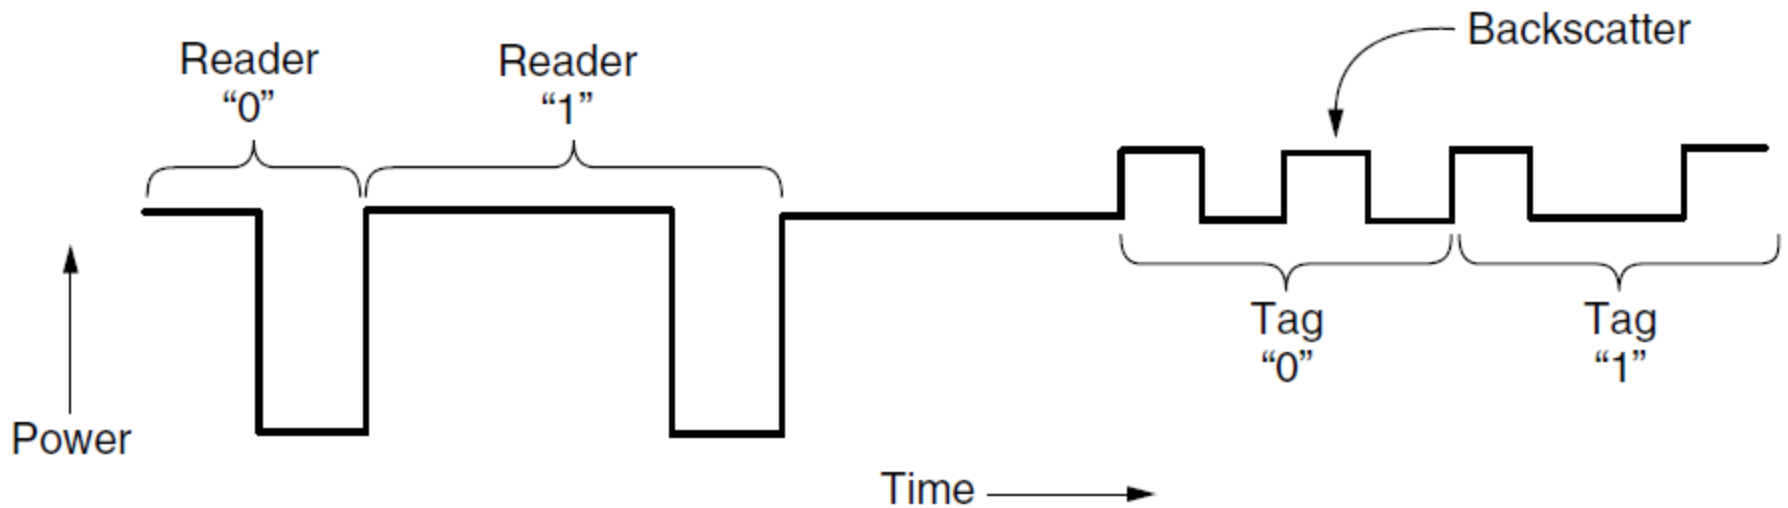 Backscatter
Reader
“0”
Reader
“1”
Tag
“0”
Tag
“1”
Power
Time